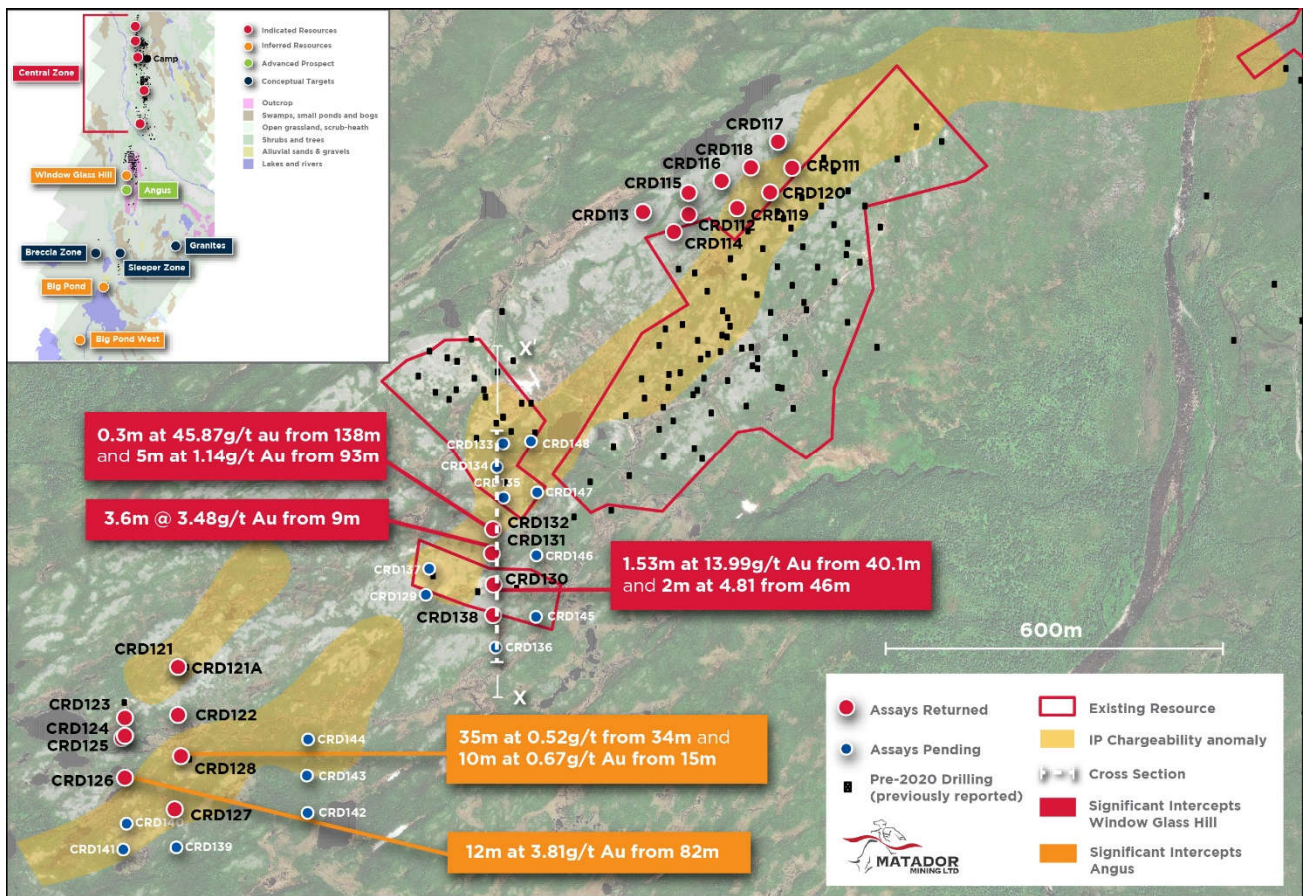 Central Zone
Camp
Window Glass Hill
Angus
Breccia Zone
Granites
Sleeper Zone
Big Pond
Big Pond West
Indicated Resources
Inferred Resources
Advanced Prospect
Conceptual Targets
Outcrop
Swamps, small ponds and bogs
Open grassland, scrub-heath
Shrubs and trees
Alluvial sands & gravels
Lakes and rivers
CRD117
CRD118
CRD111
CRD116
CRD115
CRD120
CRD113
CRD119
CRD112
CRD114
X'
CRD133
CRD148
CRD134
CRD135
CRD147
0.3m at 45.87g/t au from 138m
and 5m at 1.14g/t Au from 93m
3.6m @ 3.48g/t Au from 9m
CRD132
CRD131
CRD146
CRD137
CRD130
CRD129
CRD138
CRD145
CRD136
X
1.53m at 13.99g/t Au from 40.1m
and 2m at 4.81 from 46m
600m
CRD121
CRD121A
CRD123
CRD122
CRD124
CRD125
CRD144
CRD128
CRD126
CRD143
CRD127
CRD142
CRD140
CRD141
CRD139
35m at 0.52g/t from 34m and
10m at 0.67g/t Au from 15m
12m at 3.81g/t Au from 82m
Assays Returned
Assays Pending
Pre-2020 Drilling
(previously reported)
MATADOR
MINING LTD
Existing Resource
IP Chargeability anomaly
Cross Section
Significant Intercepts
Window Glass Hill
Significant Intercepts
Angus